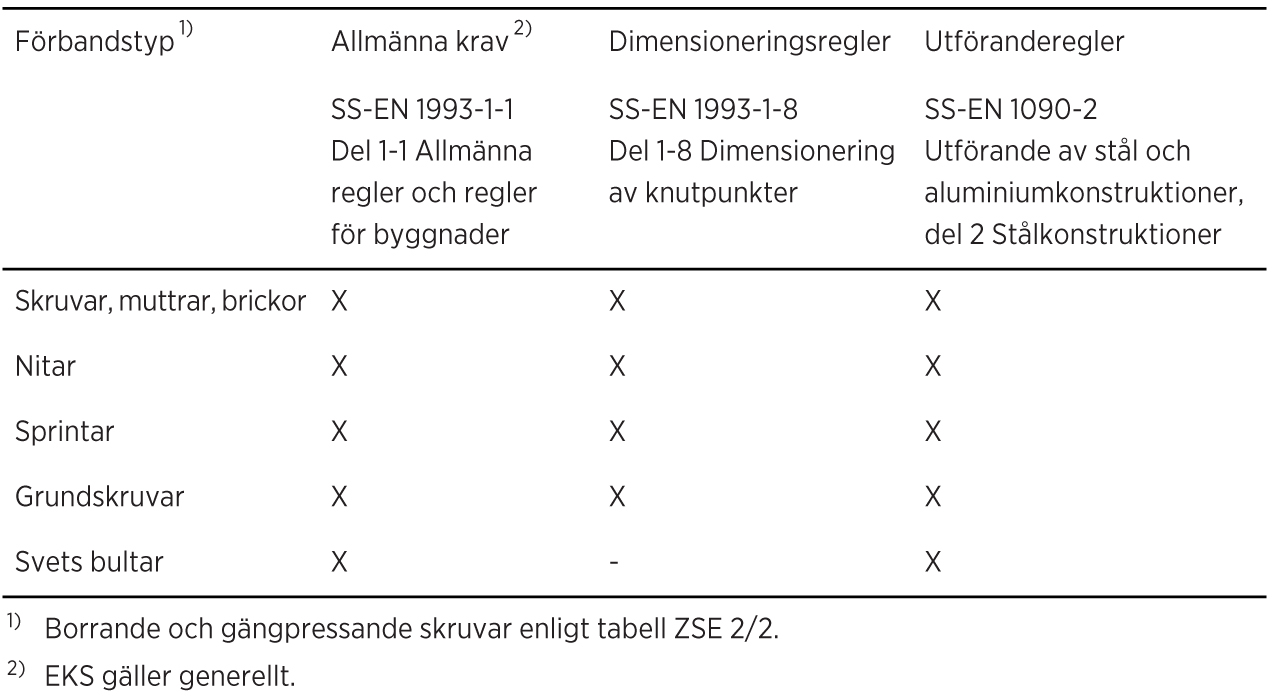 Förbandstyp 1) Allmänna krav 2) Dimensioneringsregler Utföranderegler
SS-EN 1993-1-1 SS-EN 1993-1-8 SS-EN 1090-2
Del 1-1 Allmänna Del 1-8 Dimensionering Utförande av stål och
regler och regler av knutpunkter aluminiumkonstruktioner,
för byggnader del 2 Stålkonstruktioner
Skruvar, muttrar, brickor X X X
Nitar X X X
Sprintar X X X
Grundskruvar X X X
Svets bultar X - X
1) Borrande och gängpressande skruvar enligt tabell ZSE 2/2.
2) EKS gäller generellt.